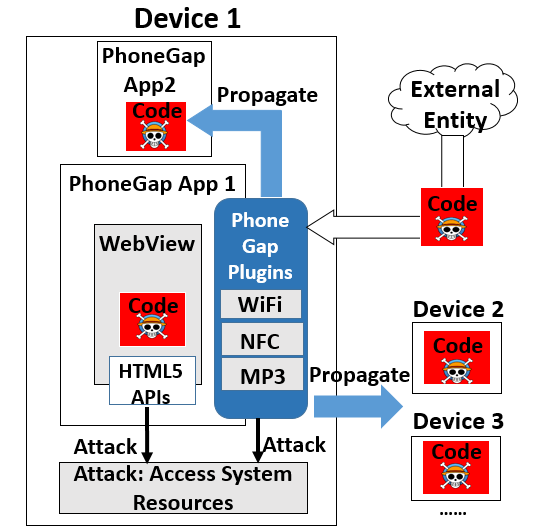 Device 1
PhoneGap
App2
Code
Propagate
External
Entity
Code
PhoneGap App 1
WebView
Code
HTML5
APIs
Phone
Gap
Plugins
WiFi
NFC
MP3
Propagate
Device 2
Code
Device 3
Code
......
Attack
Attack
Attack: Access System
Resources